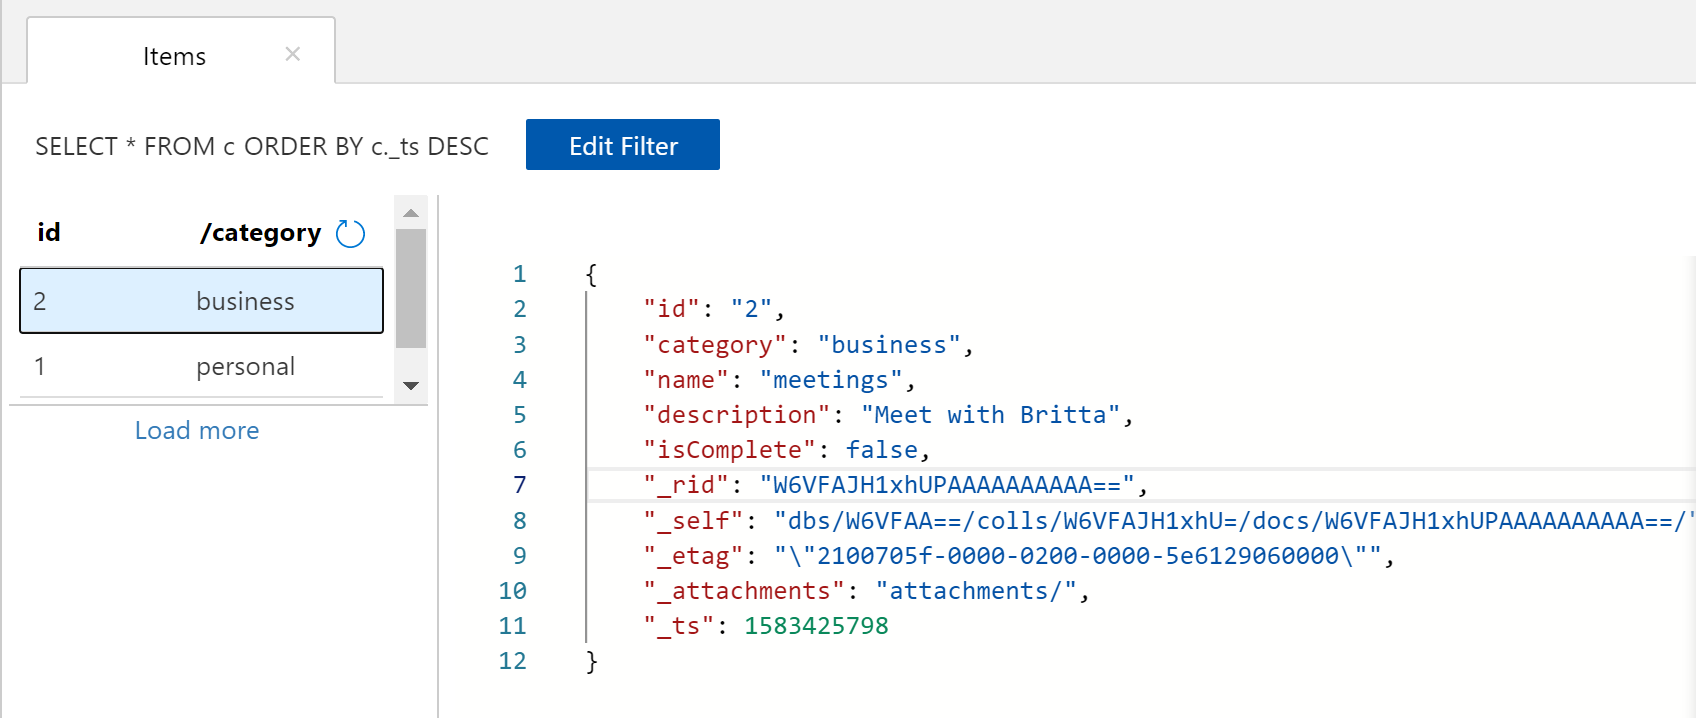 Items ×
SELECT * FROM c ORDER BY c._ts DESC Edit Filter
id /category
2 business
1 personal
Load more
1 {
2 "id": "2",
3 "category": "business",
4 "name": "meetings",
5 "description": "Meet with Britta",
6 "isComplete": false,
7 "_rid": "W6VFAJH1xhUPAAAAAAAAAA==",
8 "_self": "dbs/W6VFAA==/colls/W6VFAJH1xhU=/docs/W6VFAJH1xhUPAAAAAAAAAA==/"
9 "_etag": "\"2100705f-0000-0200-0000-5e6129060000\"",
10 "_attachments": "attachments/",
11 "_ts": 1583425798
12 }